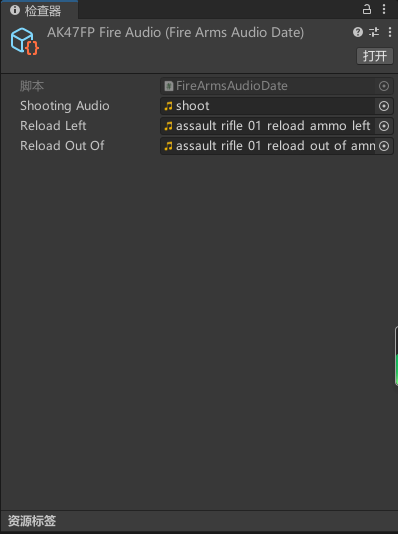 检查器
AK47FP Fire Audio (Fire Arms Audio Date)
打开
脚本 FireArmsAudioDate
Shooting Audio shoot
Reload Left assault rifle 01 reload ammo left
Reload Out Of assault rifle 01 reload out of amm
资源标签